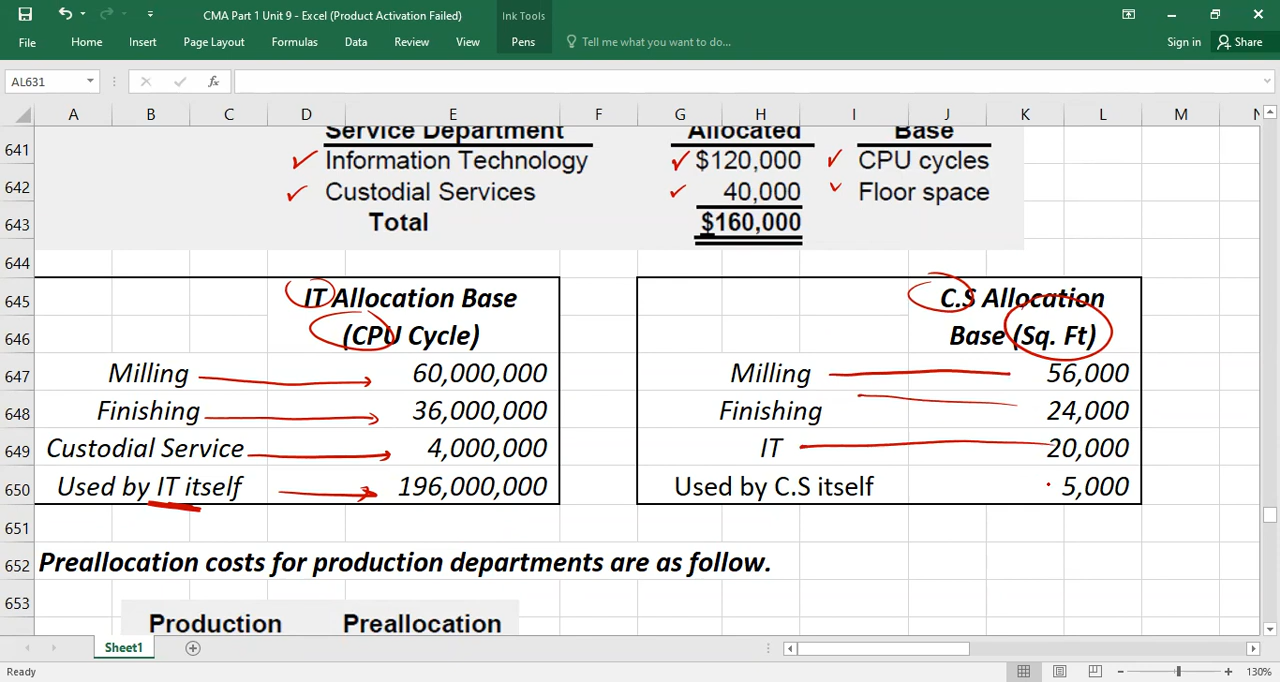 CMA Part 1 Unit 9 - Excel (Product Activation Failed)
Ink Tools
File Home Insert Page Layout Formulas Data Review View Pens Tell me what you want to do... Sign in Share
AL631 fx
A B C D E F G H I J K L M N
Service Department Allocated Base
641 Information Technology $120,000 CPU cycles
642 Custodial Services 40,000 Floor space
643 Total $160,000
644
645 IT Allocation Base C.S Allocation
646 (CPU Cycle) Base (Sq. Ft)
647 Milling 60,000,000 Milling 56,000
648 Finishing 36,000,000 Finishing 24,000
649 Custodial Service 4,000,000 IT 20,000
650 Used by IT itself 196,000,000 Used by C.S itself 5,000
651
652 Preallocation costs for production departments are as follow.
653
Production Preallocation
Sheet1
Ready 130%